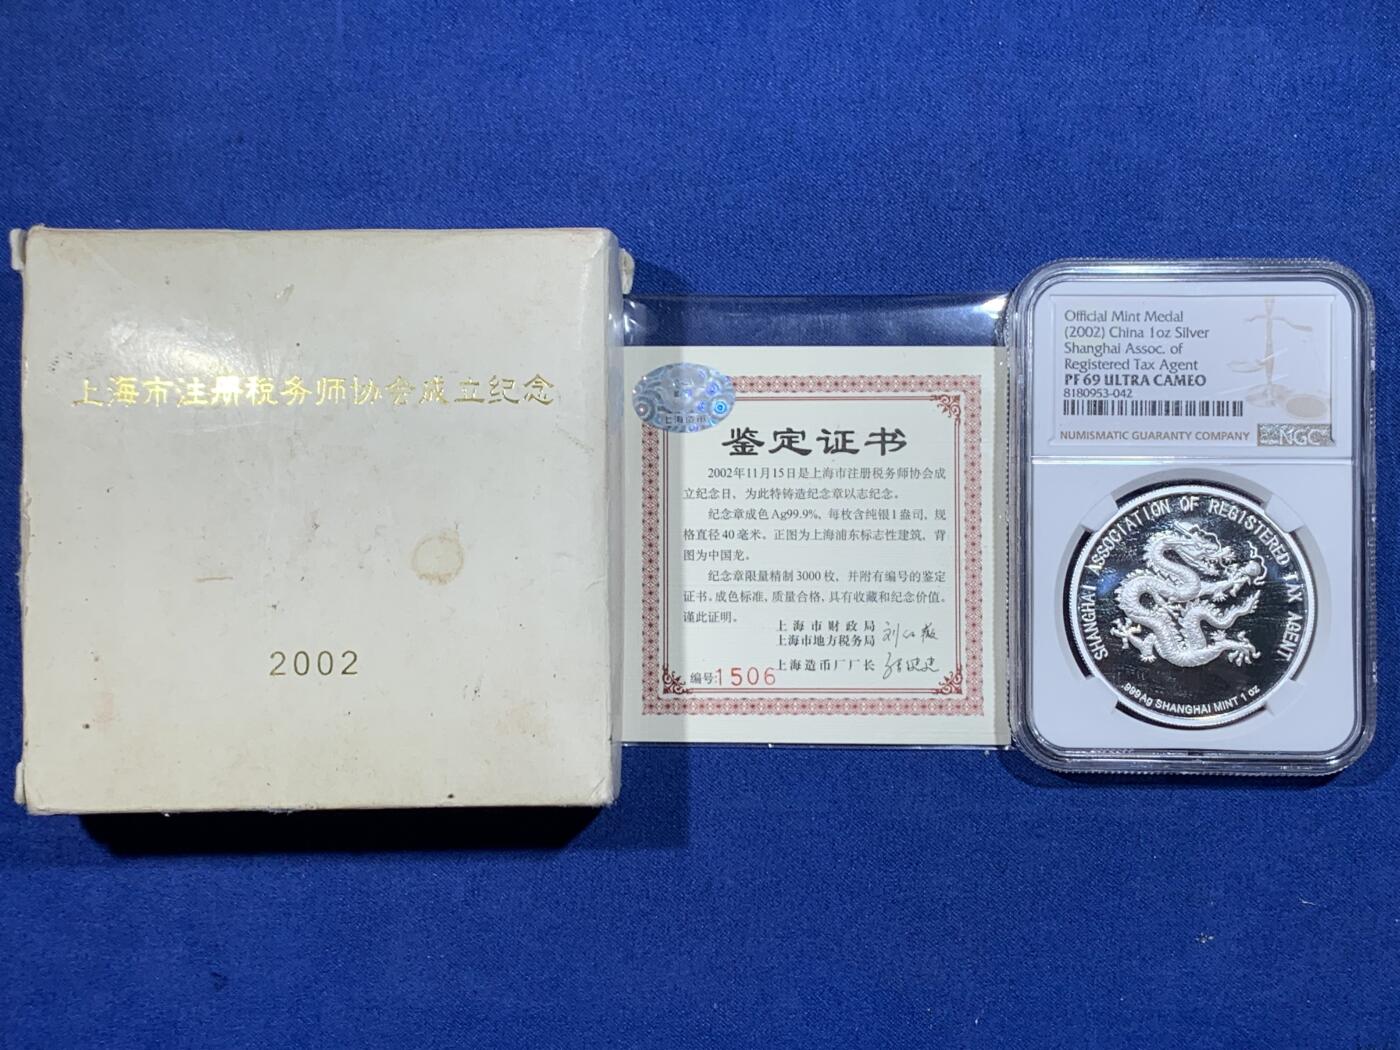 上海市注册税务师协会成立纪念
2002
上海造币
鉴定证书
2002年11月15日是上海市注册税务师协会成
立纪念日，为此特铸造纪念章以志纪念。
纪念章成色Ag99.9%，每枚含纯银1盎司，规
格直径40毫米。正图为上海浦东标志性建筑，背
图为中国龙。
纪念章限量精制3000枚，并附有编号的鉴定
证书。成色标准、质量合格，具有收藏和纪念价值。
谨此证明。
上海市财政局
上海市地方税务局
上海造币厂厂长
编号:1506
Official Mint Medal
(2002) China 1oz Silver
Shanghai Assoc. of
Registered Tax Agent
PF 69 ULTRA CAMEO
8180953-042
NUMISMATIC GUARANTY COMPANY
NGC
SHANGHAI ASSOCIATION OF REGISTERED TAX AGENT
.999Ag SHANGHAI MINT 1 oz